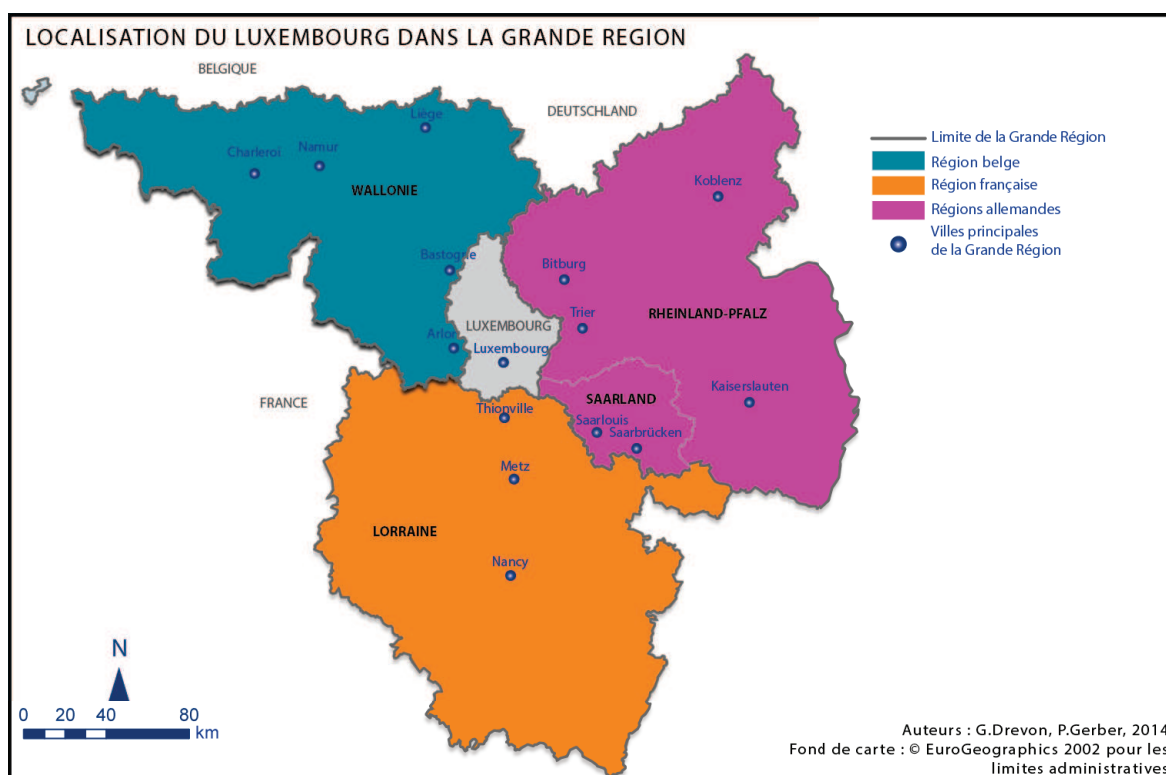 LOCALISATION DU LUXEMBOURG DANS LA GRANDE REGION
BELGIQUE
DEUTSCHLAND
Liège
Charleroi
Namur
WALLONIE
Koblenz
Limite de la Grande Région
Région belge
Région française
Régions allemandes
Villes principales
de la Grande Région
Bastogne
Bitburg
LUXEMBOURG
Trier
RHEINLAND-PFALZ
Arlon
Luxembourg
FRANCE
SAARLAND
Kaiserslauten
Thionville
Saarlouis
Saarbrücken
Metz
LORRAINE
Nancy
N
0 20 40 80
km
Auteurs : G.Drevon, P.Gerber, 2014
Fond de carte : © EuroGeographics 2002 pour les
limites administratives